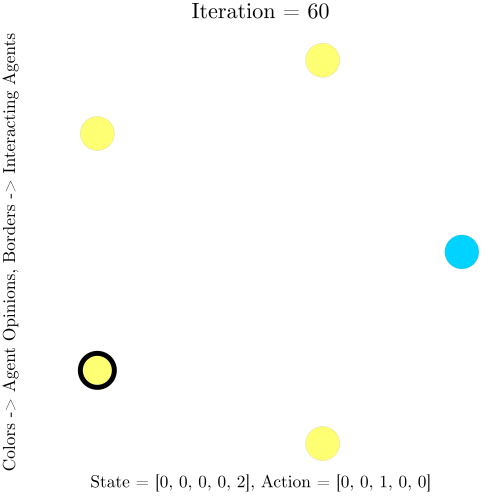 Iteration = 60
Colors -> Agent Opinions, Borders -> Interacting Agents
State = [0, 0, 0, 0, 2], Action = [0, 0, 1, 0, 0]